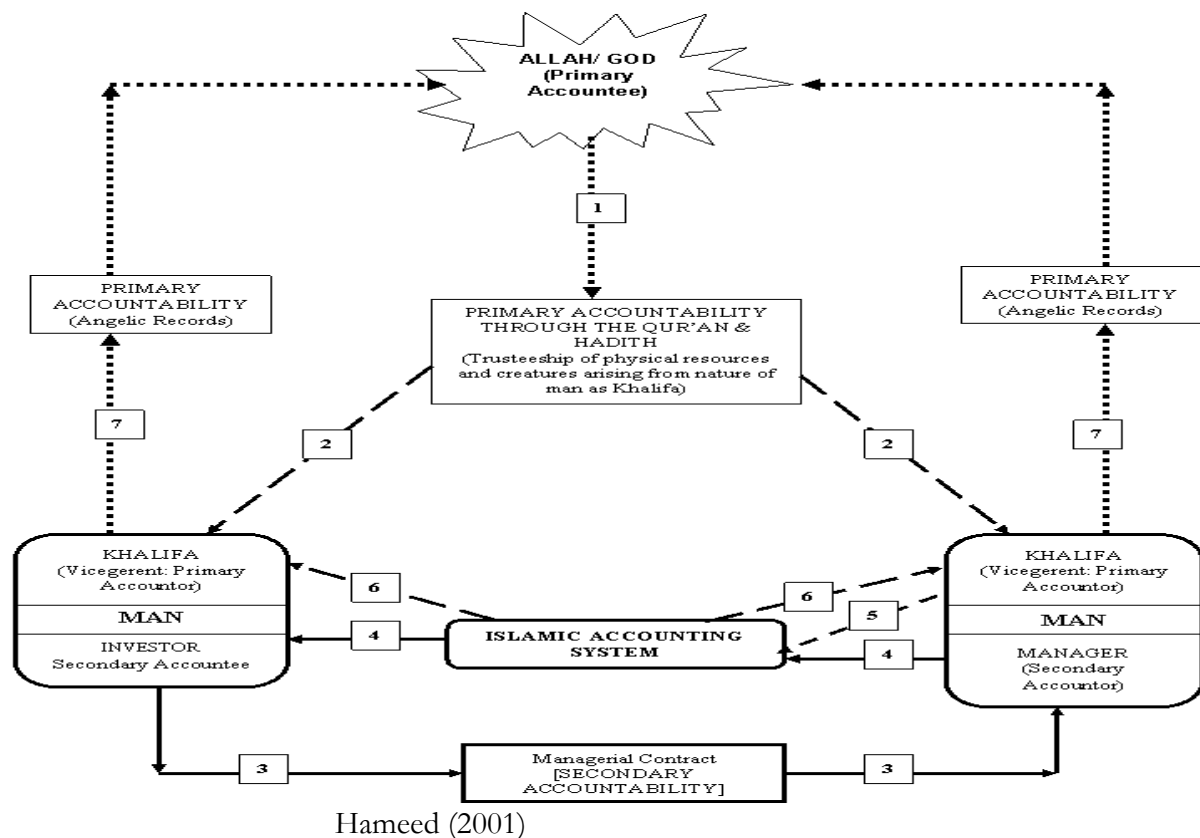 ALLAH/ GOD
(Primary
Accountee)
1
PRIMARY
ACCOUNTABILITY
(Angelic Records)
PRIMARY ACCOUNTABILITY
THROUGH THE QUR'AN &
HADITH
(Trusteeship of physical resources
and creatures arising from nature of
man as Khalifa)
PRIMARY
ACCOUNTABILITY
(Angelic Records)
7
2
2
7
KHALIFA
(Vicegerent: Primary
Accountor)
MAN
INVESTOR
Secondary Accountee
6
4
ISLAMIC ACCOUNTING
SYSTEM
6
5
4
KHALIFA
(Vicegerent: Primary
Accountor)
MAN
MANAGER
(Secondary
Accountor)
3
Managerial Contract
[SECONDARY
ACCOUNTABILITY]
3
Hameed (2001)